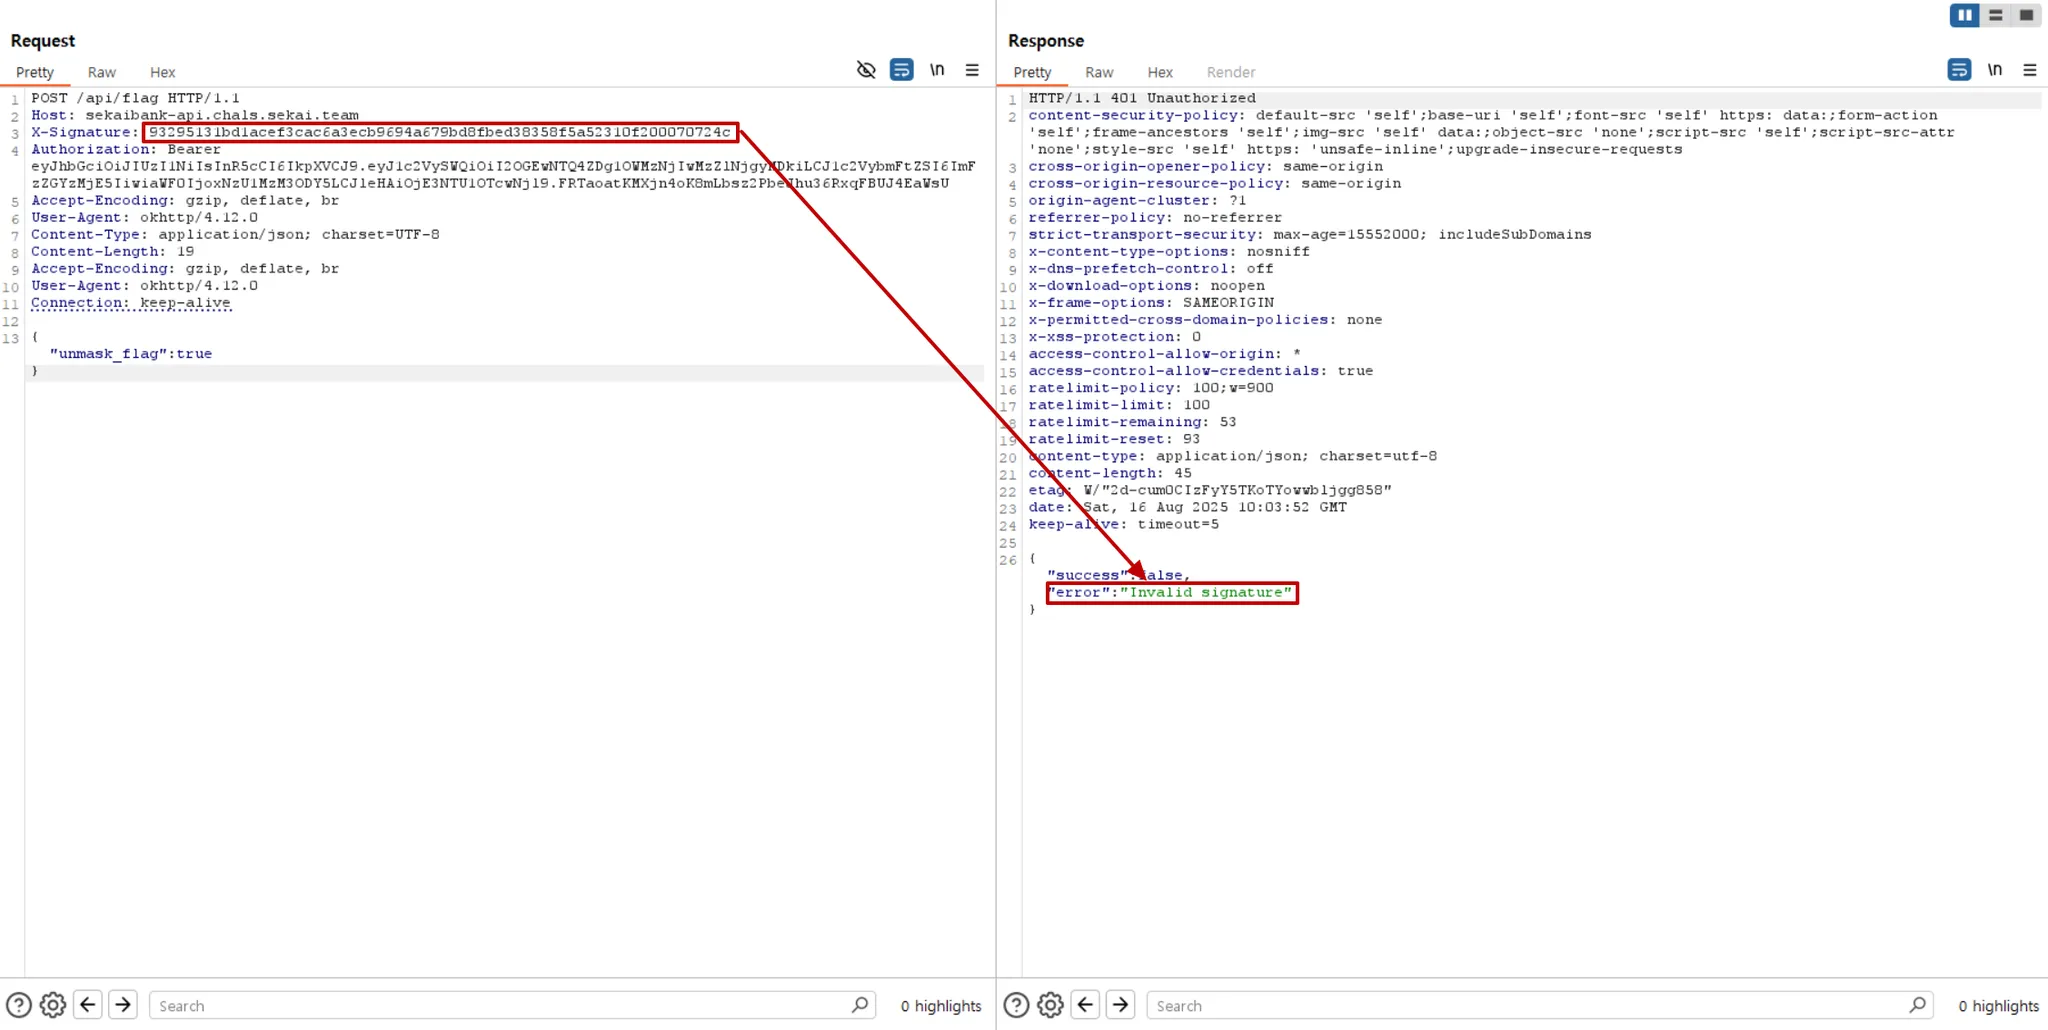 Request
Pretty Raw Hex \n
1 POST /api/flag HTTP/1.1
2 Host: sekaibank-api.chals.sekai.team
3 X-Signature: 93295131bd1acef3cac6a3ecb9694a679bd8fbed38358f5a52310f200070724c
4 Authorization: Bearer
eyJhbGciOiJIUzI1NiIsInR5cCI6IkpXVCJ9.eyJ1c2VySWQiOiI2OGEwNTQ4ZDg1OWMzNjIwMzZlNjgyMDkiLCJ1c2VybmFtZSI6ImF
5 Accept-Encoding: gzip, deflate, br
6 User-Agent: okhttp/4.12.0
7 Content-Type: application/json; charset=UTF-8
8 Content-Length: 19
9 Accept-Encoding: gzip, deflate, br
10 User-Agent: okhttp/4.12.0
11 Connection: keep-alive
12
13 {
"unmask_flag":true
}
Search 0 highlights
Response
Pretty Raw Hex Render \n
1 HTTP/1.1 401 Unauthorized
2 content-security-policy: default-src 'self';base-uri 'self';font-src 'self' https: data:;form-action
'self';frame-ancestors 'self';img-src 'self' data:;object-src 'none';script-src 'self';script-src-attr
'none';style-src 'self' https: 'unsafe-inline';upgrade-insecure-requests
3 cross-origin-opener-policy: same-origin
4 cross-origin-resource-policy: same-origin
5 origin-agent-cluster: ?1
6 referrer-policy: no-referrer
7 strict-transport-security: max-age=15552000; includeSubDomains
8 x-content-type-options: nosniff
9 x-dns-prefetch-control: off
10 x-download-options: noopen
11 x-frame-options: SAMEORIGIN
12 x-permitted-cross-domain-policies: none
13 x-xss-protection: 0
14 access-control-allow-origin: *
15 access-control-allow-credentials: true
16 ratelimit-policy: 100;w=900
17 ratelimit-limit: 100
18 ratelimit-remaining: 53
19 ratelimit-reset: 93
20 content-type: application/json; charset=utf-8
21 content-length: 45
22 etag: W/"2d-cumOCIzFyY5TKoTYowwbljgg858"
23 date: Sat, 16 Aug 2025 10:03:52 GMT
24 keep-alive: timeout=5
25
26 {
"success":false,
"error":"Invalid signature"
}
Search 0 highlights